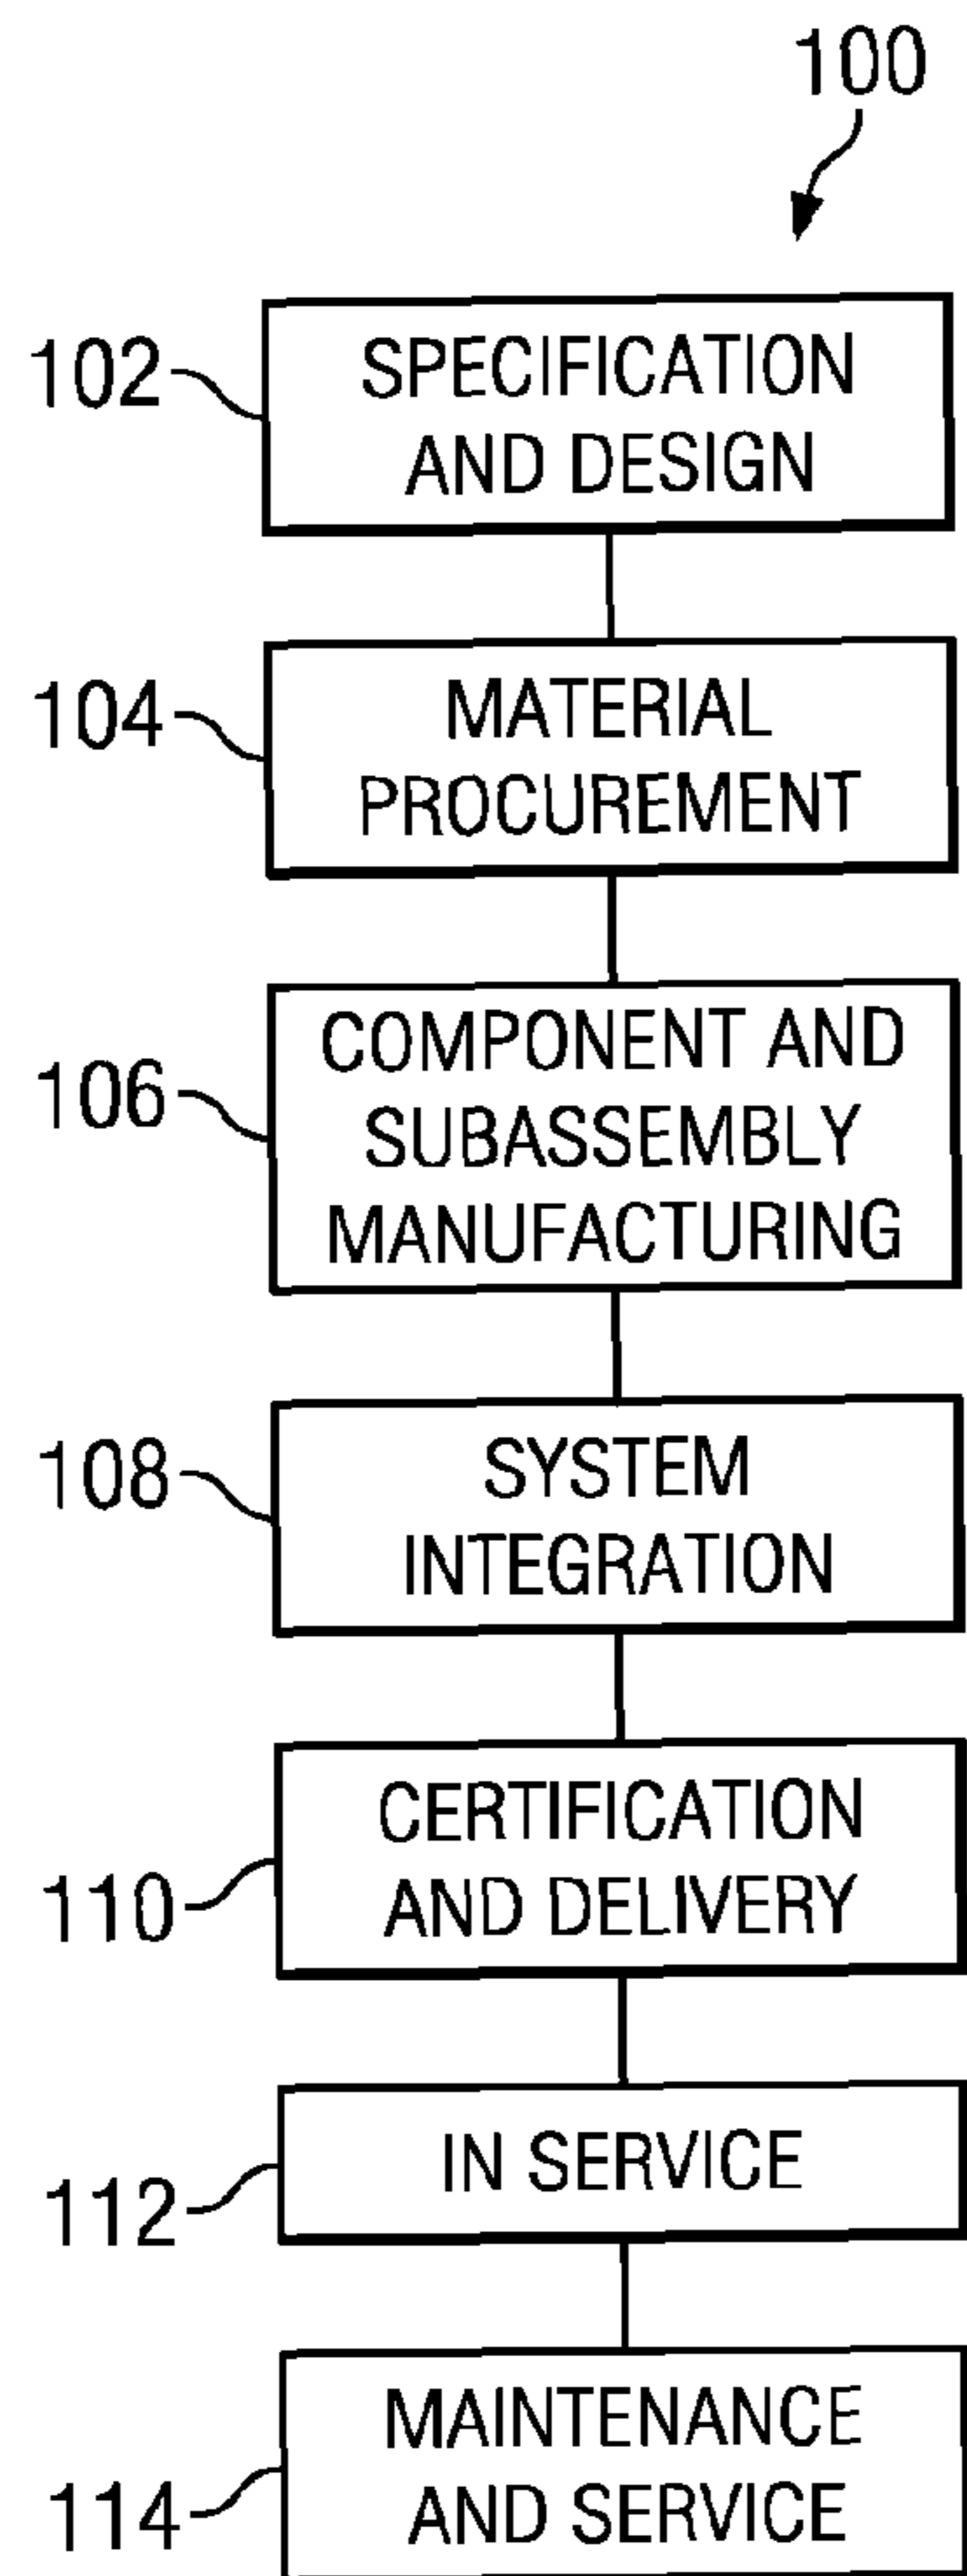 100
102
SPECIFICATION
AND DESIGN
104
MATERIAL
PROCUREMENT
106
COMPONENT AND
SUBASSEMBLY
MANUFACTURING
108
SYSTEM
INTEGRATION
110
CERTIFICATION
AND DELIVERY
112
IN SERVICE
114
MAINTENANCE
AND SERVICE